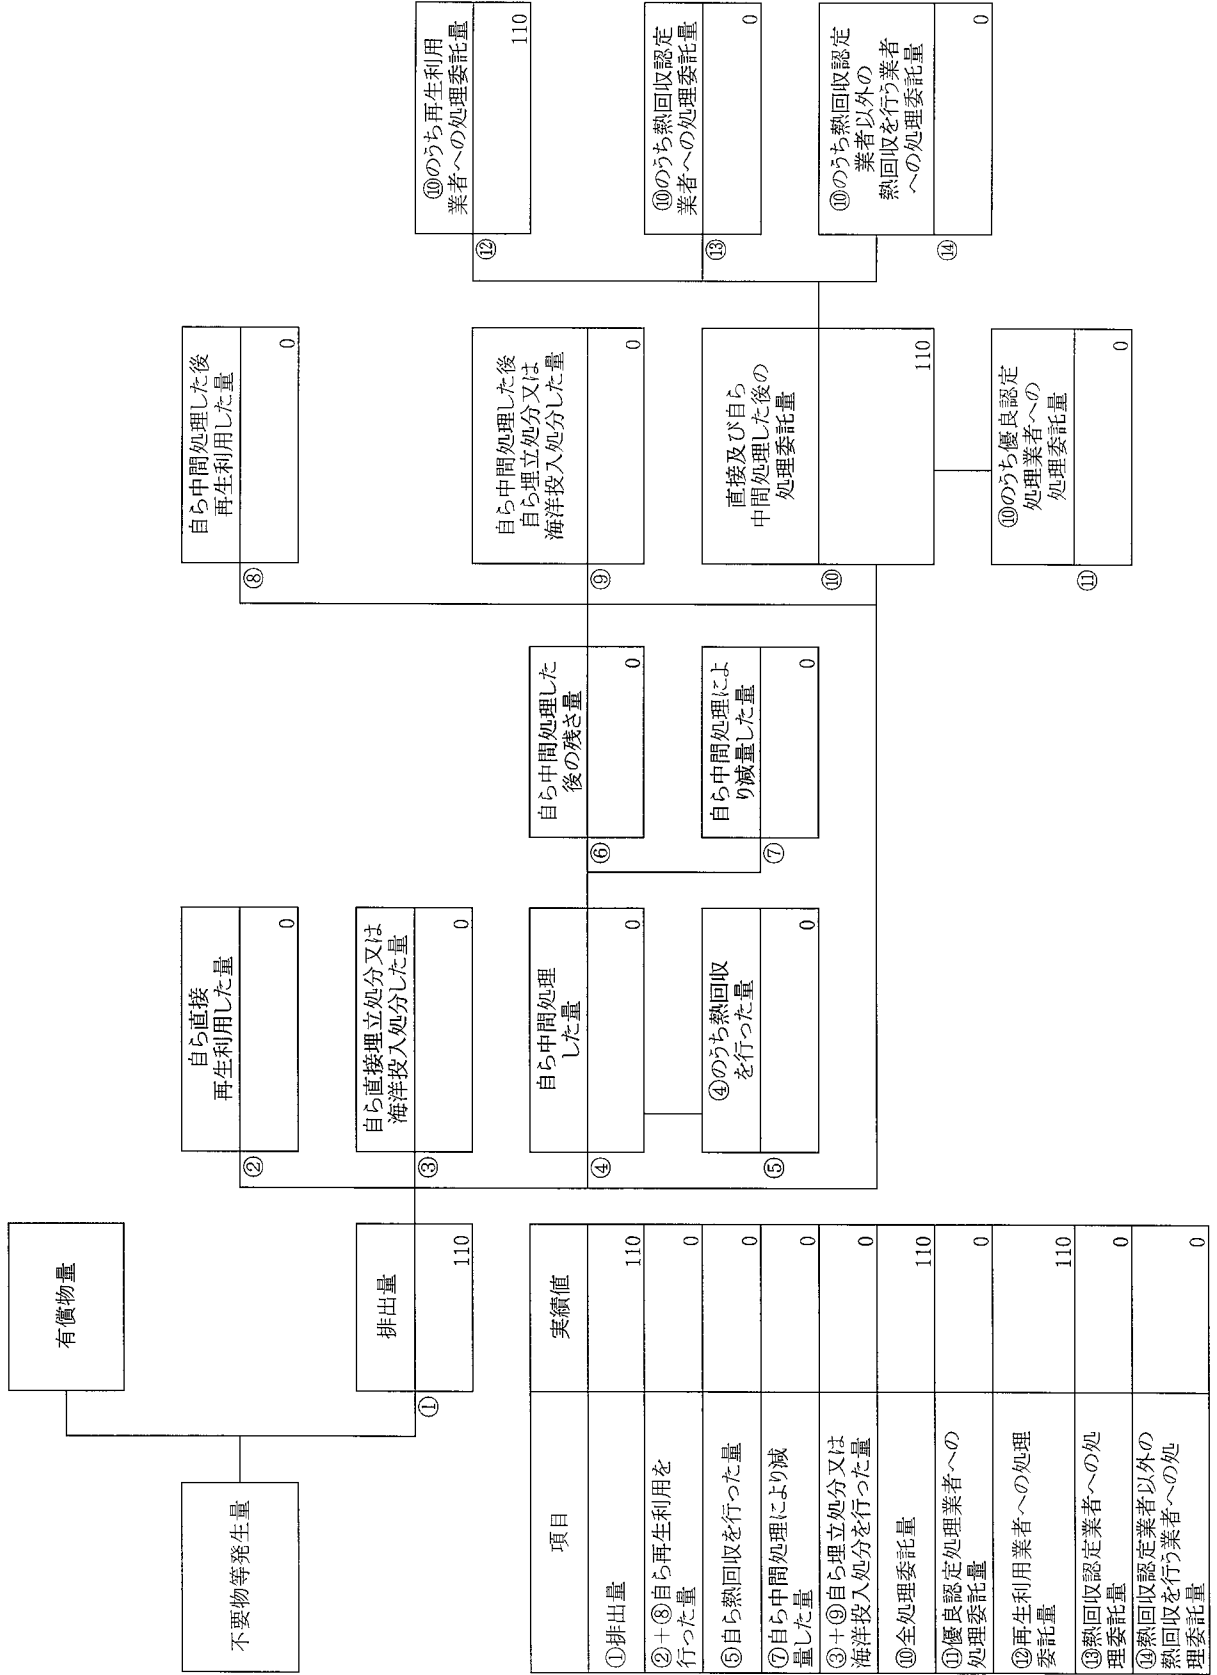 不要物等発生量
有償物量
①
排出量
110
②
自ら直接
再生利用した量
0
③
自ら直接埋立処分又は
海洋投入処分した量
0
④
自ら中間処理
した量
0
⑤
④のうち熱回収
を行った量
0
⑥
自ら中間処理した
後の残さ量
0
⑦
自ら中間処理によ
り減量した量
0
⑧
自ら中間処理した後
再生利用した量
0
⑨
自ら中間処理した後
自ら埋立処分又は
海洋投入処分した量
0
⑩
直接及び自ら
中間処理した後の
処理委託量
110
⑪
⑩のうち優良認定
処理業者への
処理委託量
0
⑫
⑩のうち再生利用
業者への処理委託量
110
⑬
⑩のうち熱回収認定
業者への処理委託量
0
⑭
⑩のうち熱回収認定
業者以外の
熱回収を行う業者
への処理委託量
0
項目
実績値
①排出量
110
②+⑧自ら再生利用を
行った量
0
⑤自ら熱回収を行った量
0
⑦自ら中間処理により減
量した量
0
③+⑨自ら埋立処分又は
海洋投入処分を行った量
0
⑩全処理委託量
110
⑪優良認定処理業者への
処理委託量
0
⑫再生利用業者への処理
委託量
110
⑬熱回収認定業者への処
理委託量
0
⑭熱回収認定業者以外の
熱回収を行う業者への処
理委託量
0